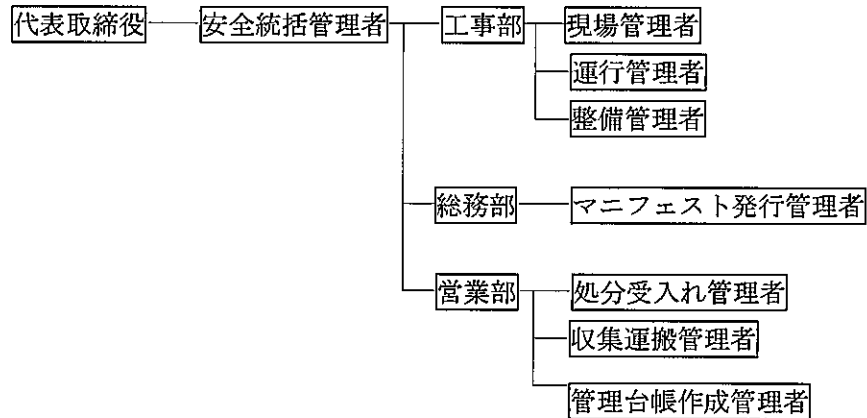 代表取締役 安全統括管理者 工事部 現場管理者
運行管理者
整備管理者
総務部 マニフェスト発行管理者
営業部 処分受入れ管理者
収集運搬管理者
管理台帳作成管理者